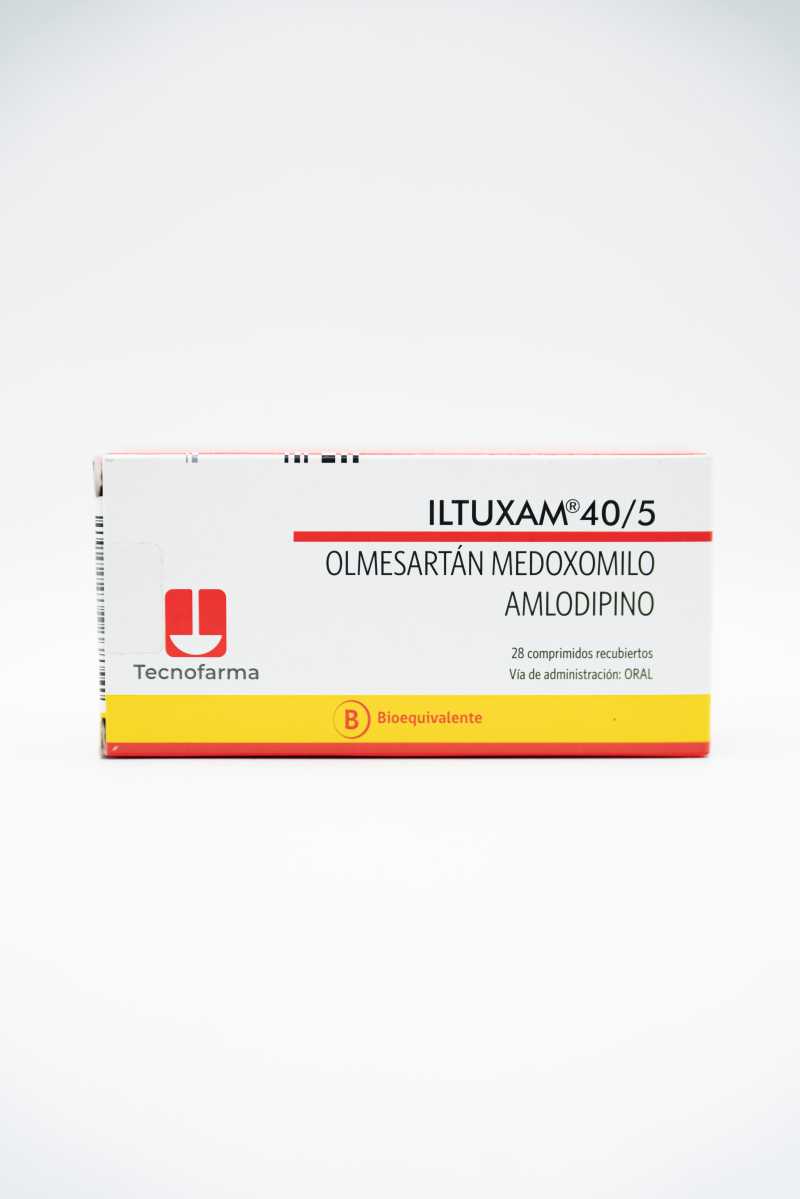 ILTUXAM®40/5
OLMESARTÁN MEDOXOMILO
AMLODIPINO
28 comprimidos recubiertos
Vía de administración: ORAL
Tecnofarma
B Bioequivalente